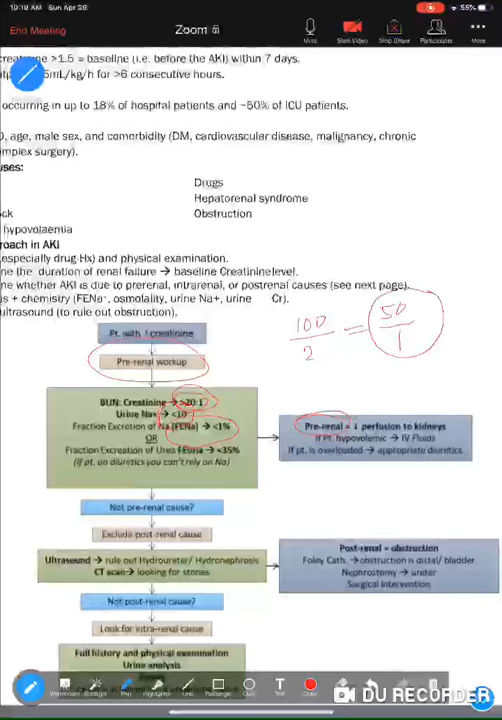 10:18 AM Sun Apr 26
55%
End Meeting
Zoom
Mute
Start Video
Stop Share
Participants
More
creatinine >1.5 = baseline (i.e. before the AKI) within 7 days.
5mL/kg/h for >6 consecutive hours.
occurring in up to 18% of hospital patients and ~50% of ICU patients.
D, age, male sex, and comorbidity (DM, cardiovascular disease, malignancy, chronic
mplex surgery).
uses:
Drugs
Hepatorenal syndrome
ck
Obstruction
hypovolaemia
roach in AKI
(especially drug Hx) and physical examination.
ne the duration of renal failure → baseline Creatinine level.
ne whether AKI is due to prerenal, intrarenal, or postrenal causes (see next page).
is + chemistry (FENa+, osmolality, urine Na+, urine Cr).
ultrasound (to rule out obstruction).
100/2 = 50/1
Pt. with ↑creatinine
Pre-renal workup
BUN: Creatinine → >20:1
Urine Na+ → <10
Fraction Excretion of Na [FENa] → <1%
OR
Fraction Excretion of Urea FEuria → <35%
(If pt. on diuretics you can't rely on Na)
Pre-renal = ↓ perfusion to kidneys
If Pt. hypovolemic → IV Fluids
If pt. is overloaded → appropriate diuretics
Not pre-renal cause?
Exclude post-renal cause
Ultrasound → rule out Hydroureter/ Hydronephrosis
CT scan → looking for stones
Post-renal = obstruction
Foley Cath. → obstruction is distal/ bladder
Nephrostomy → ureter
Surgical intervention
Not post-renal cause?
Look for intra-renal cause
Full history and physical examination
Urine analysis
DU RECORDER